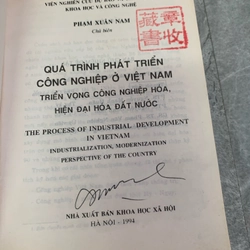 VIỆN NGHIÊN CỨU DỰ BÁO
KHOA HỌC VÀ CÔNG NGHỆ
PHẠM XUÂN NAM
Chủ biên
QUÁ TRÌNH PHÁT TRIỂN
CÔNG NGHIỆP Ở VIỆT NAM
TRIỂN VỌNG CÔNG NGHIỆP HÓA,
HIỆN ĐẠI HÓA ĐẤT NƯỚC
THE PROCESS OF INDUSTRIAL DEVELOPMENT
IN VIETNAM
INDUSTRIALIZATION, MODERNIZATION
PERSPECTIVE OF THE COUNTRY
NHÀ XUẤT BẢN KHOA HỌC XÃ HỘI
HÀ NỘI - 1994